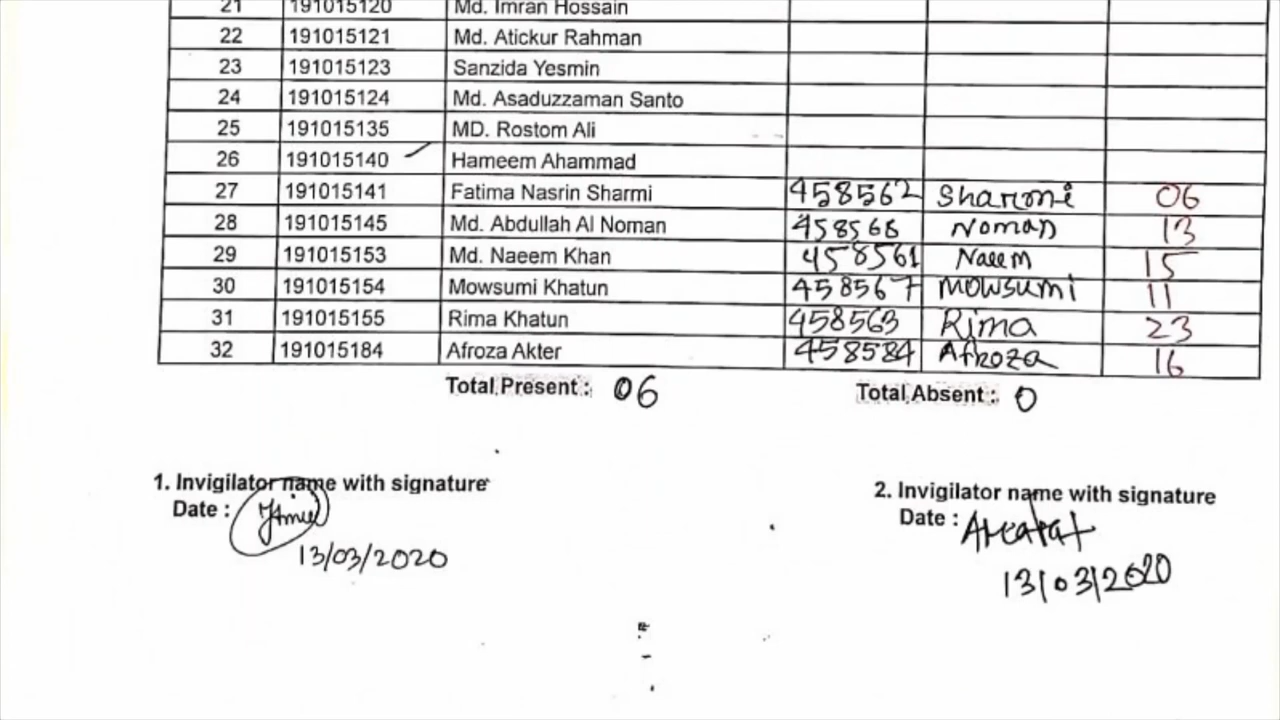 21 191015120 Md. Imran Hossain
22 191015121 Md. Atickur Rahman
23 191015123 Sanzida Yesmin
24 191015124 Md. Asaduzzaman Santo
25 191015135 MD. Rostom Ali
26 191015140 Hameem Ahammad
27 191015141 Fatima Nasrin Sharmi 458562 Sharmi 06
28 191015145 Md. Abdullah Al Noman 458568 Noman 13
29 191015153 Md. Naeem Khan 458561 Naeem 15
30 191015154 Mowsumi Khatun 458567 Mowsumi 11
31 191015155 Rima Khatun 458563 Rima 23
32 191015184 Afroza Akter 458584 Afroza 16
Total Present : 06 Total Absent : 0
1. Invigilator name with signature
Date :
13/03/2020
2. Invigilator name with signature
Date : Arafat
13/03/2020